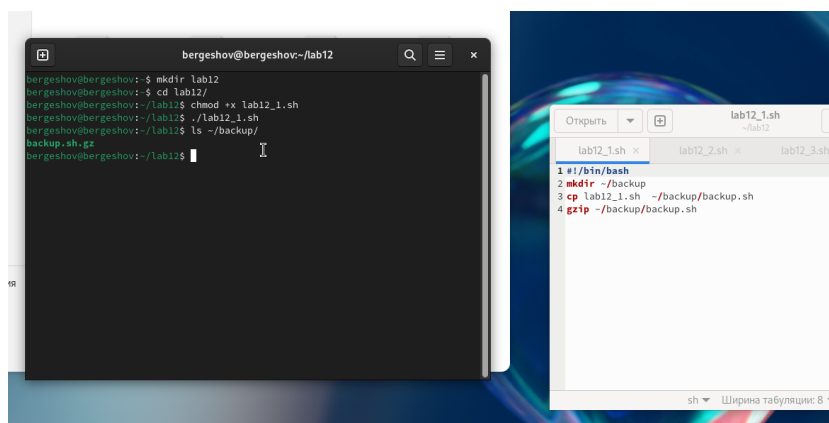 bergeshov@bergeshov:~/lab12
bergeshov@bergeshov:~$ mkdir lab12
bergeshov@bergeshov:~$ cd lab12/
bergeshov@bergeshov:~/lab12$ chmod +x lab12_1.sh
bergeshov@bergeshov:~/lab12$ ./lab12_1.sh
bergeshov@bergeshov:~/lab12$ ls ~/backup/
backup.sh.gz
bergeshov@bergeshov:~/lab12$
ия
Открыть
lab12_1.sh
~/lab12
lab12_1.sh × lab12_2.sh × lab12_3.sh
1 #!/bin/bash
2 mkdir ~/backup
3 cp lab12_1.sh ~/backup/backup.sh
4 gzip ~/backup/backup.sh
sh Ширина табуляции: 8